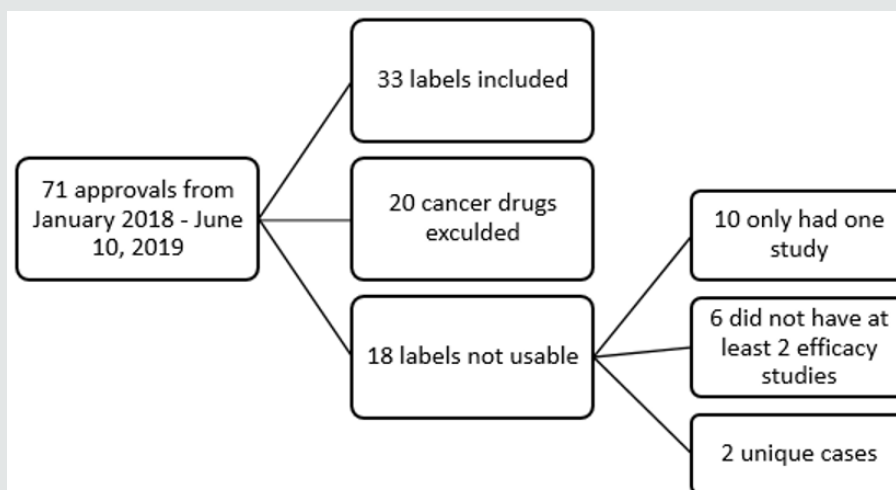 71 approvals from
January 2018 - June
10, 2019
33 labels included
20 cancer drugs
exculded
18 labels not usable
10 only had one
study
6 did not have at
least 2 efficacy
studies
2 unique cases